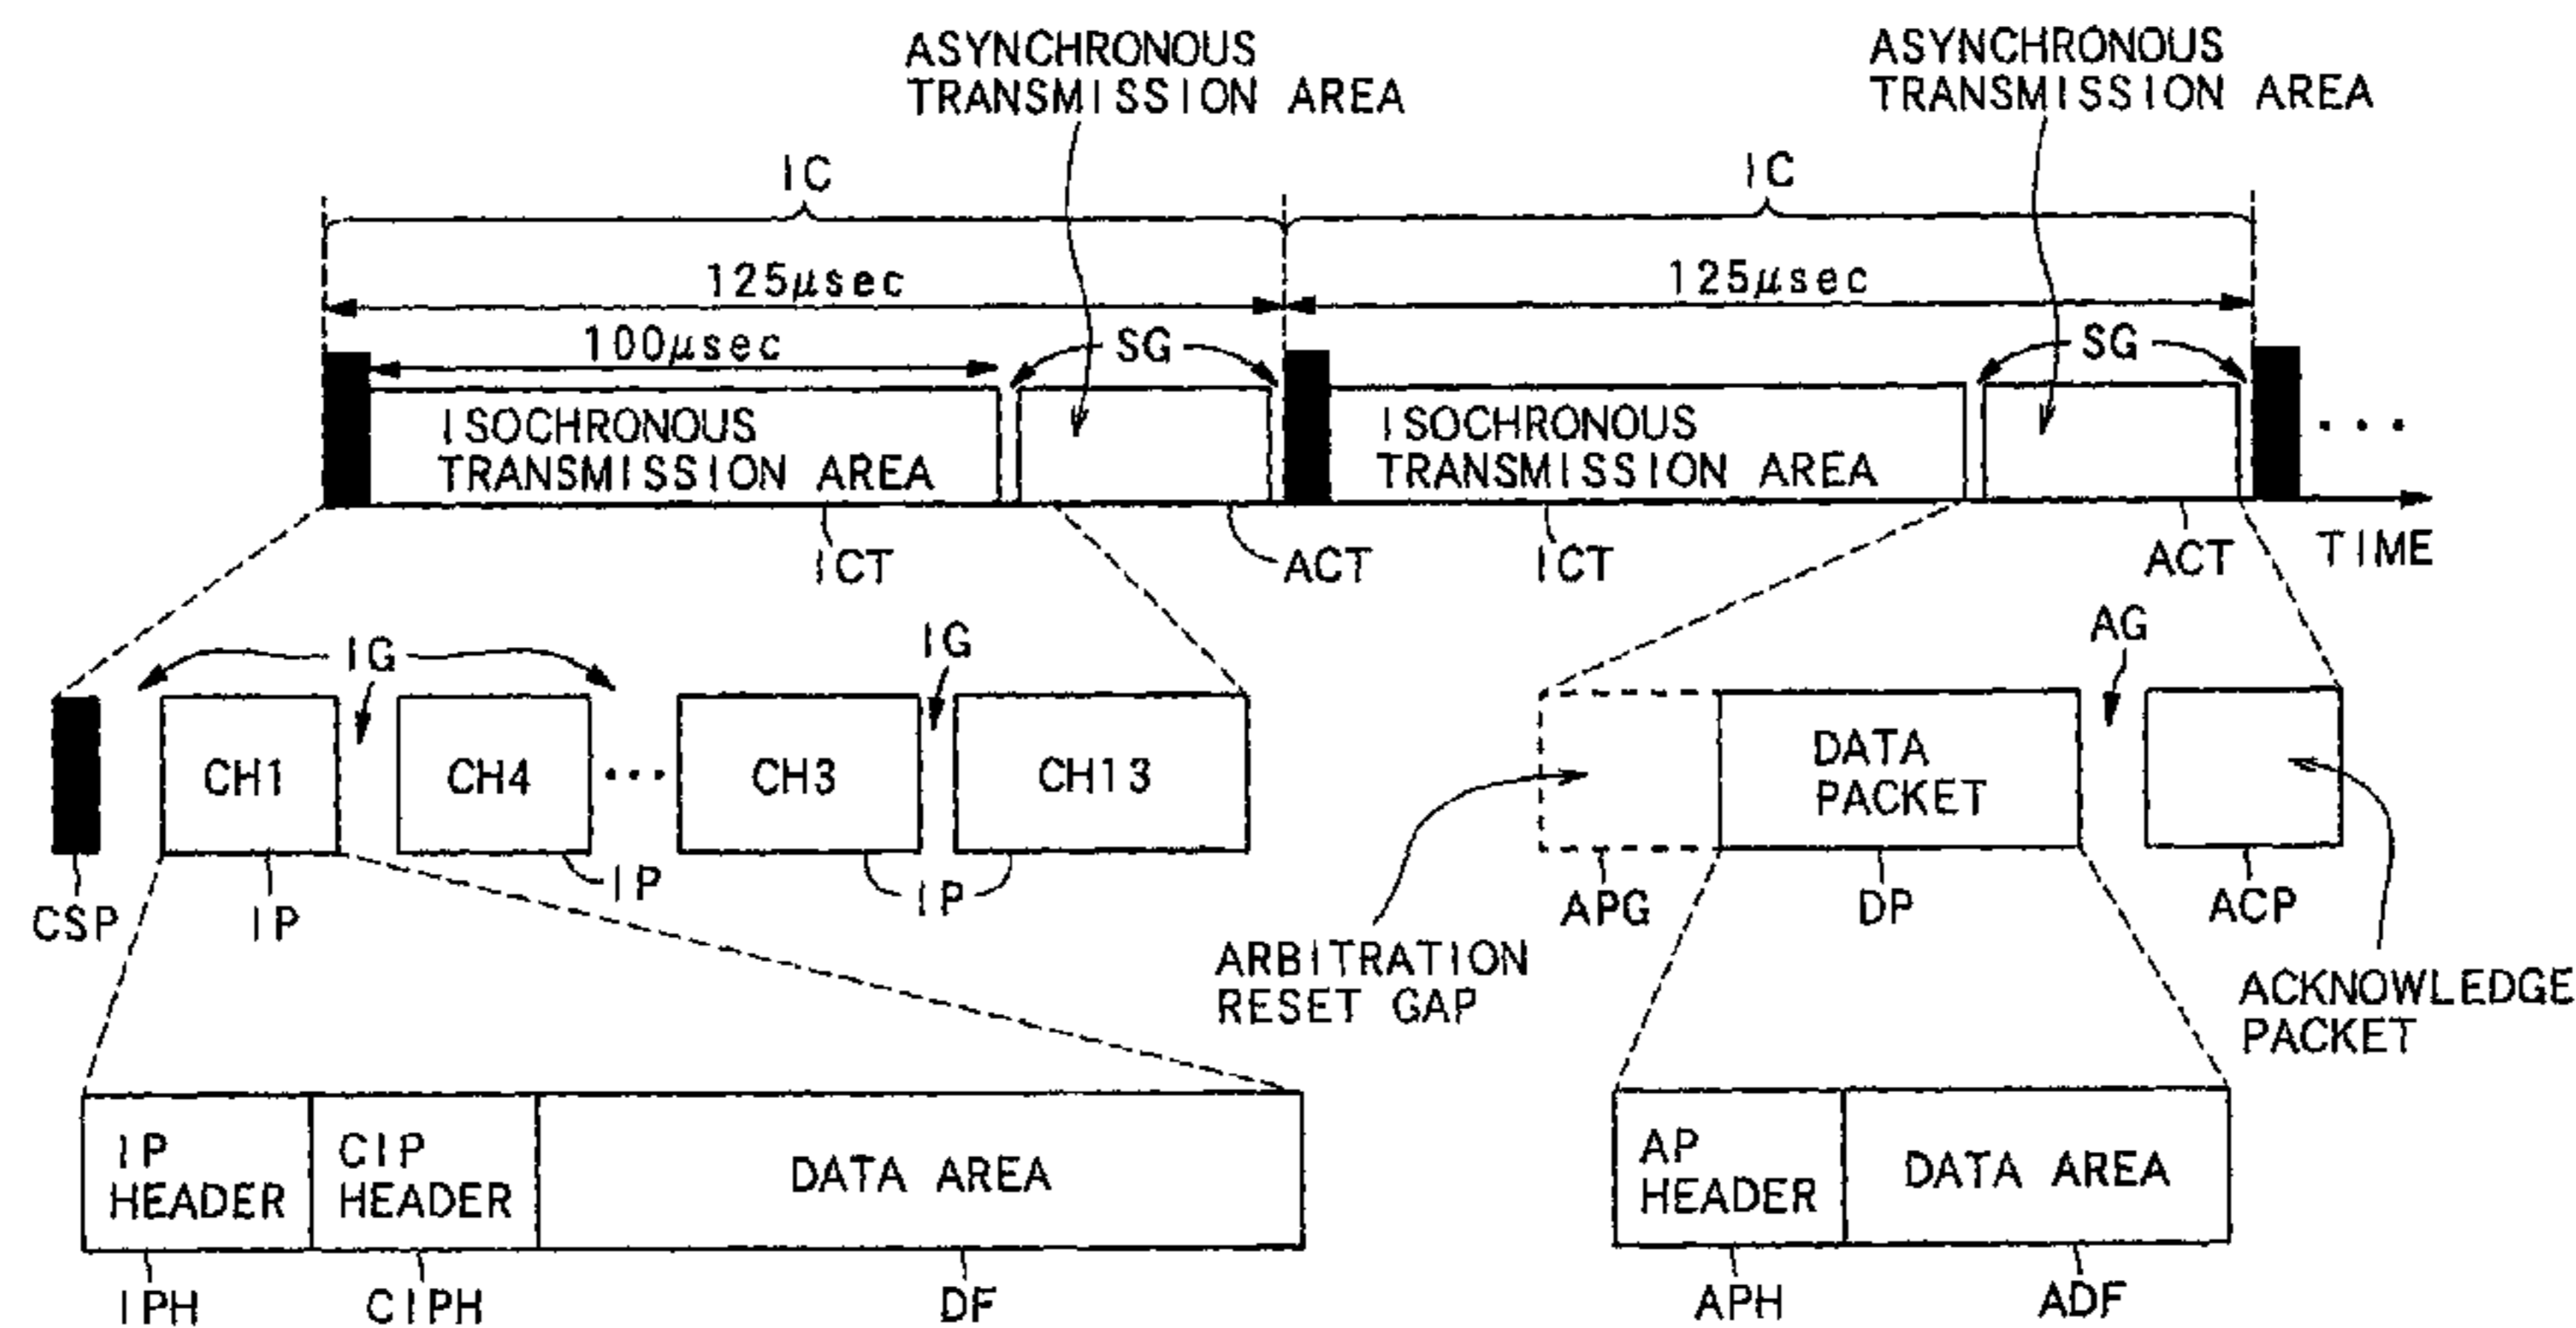 ASYNCHRONOUS
TRANSMISSION AREA
ASYNCHRONOUS
TRANSMISSION AREA
IC
IC
125μsec
125μsec
100μsec
SG
SG
ISOCHRONOUS
TRANSMISSION AREA
ISOCHRONOUS
TRANSMISSION AREA
...
ICT
ACT
ICT
ACT
TIME
IG
IG
AG
CH1
CH4
...
CH3
CH13
DATA
PACKET
CSP
IP
IP
IP
APG
DP
ACP
ARBITRATION
RESET GAP
ACKNOWLEDGE
PACKET
IP
HEADER
CIP
HEADER
DATA AREA
AP
HEADER
DATA AREA
IPH
CIPH
DF
APH
ADF